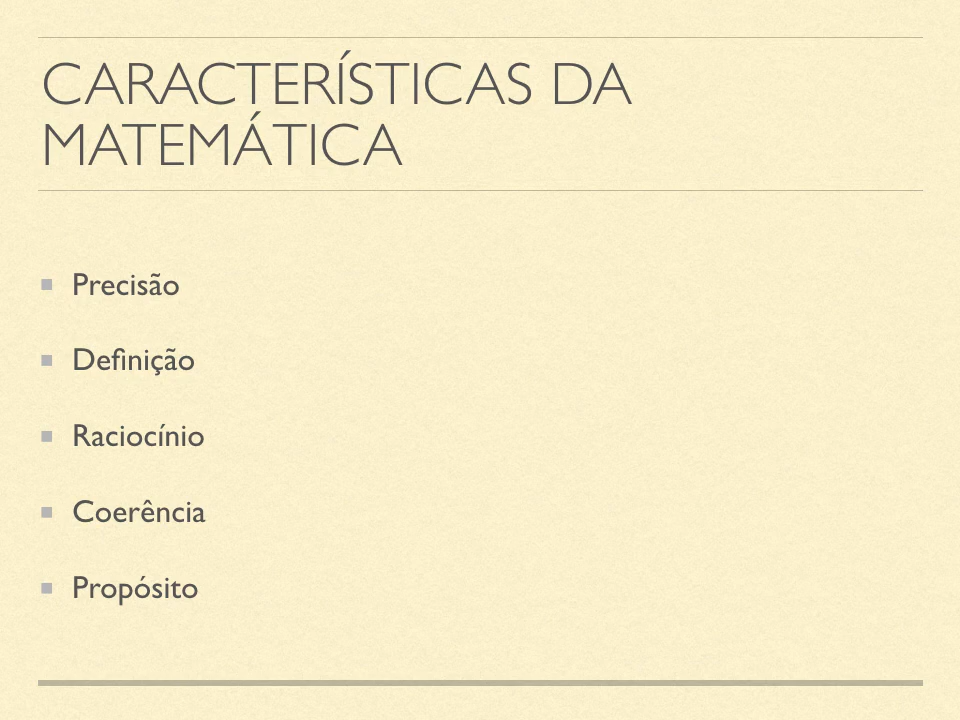 CARACTERÍSTICAS DA
MATEMÁTICA
Precisão
Definição
Raciocínio
Coerência
Propósito